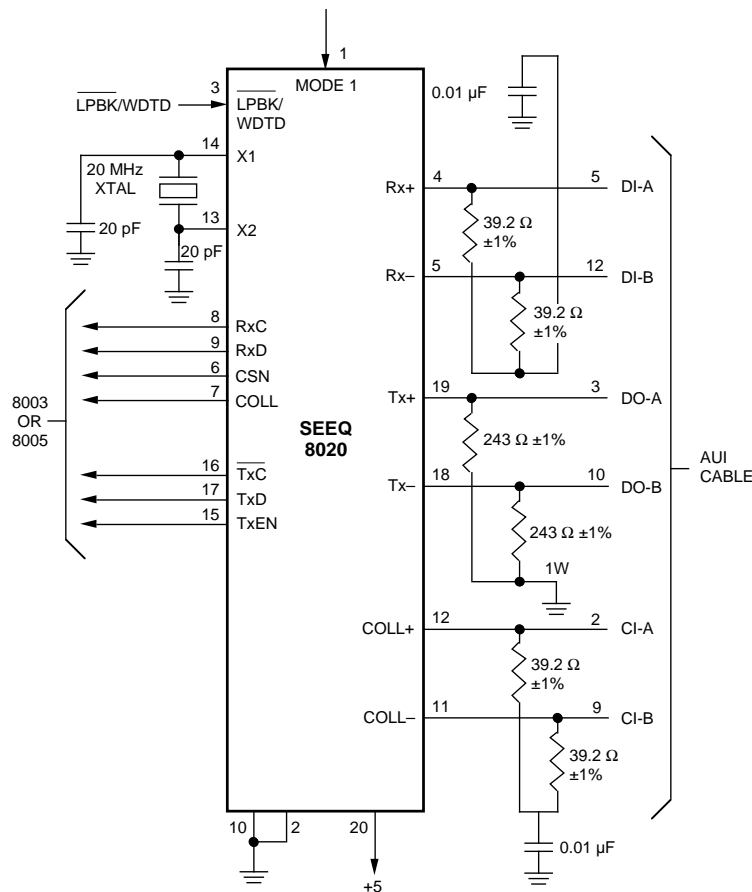 1
MODE 1
3
LPBK/WDTD
LPBK/
WDTD
14
X1
20 MHz
XTAL
13
X2
20 pF
20 pF
8
RxC
9
RxD
6
CSN
7
COLL
8003
OR
8005
16
TxC
17
TxD
15
TxEN
SEEQ
8020
0.01 µF
Rx+
4
5
DI-A
39.2 Ω
±1%
Rx–
5
12
DI-B
39.2 Ω
±1%
Tx+
19
3
DO-A
243 Ω ±1%
Tx–
18
10
DO-B
243 Ω ±1%
1W
AUI
CABLE
COLL+
12
2
CI-A
39.2 Ω
±1%
COLL–
11
9
CI-B
39.2 Ω
±1%
10
2
20
0.01 µF
+5